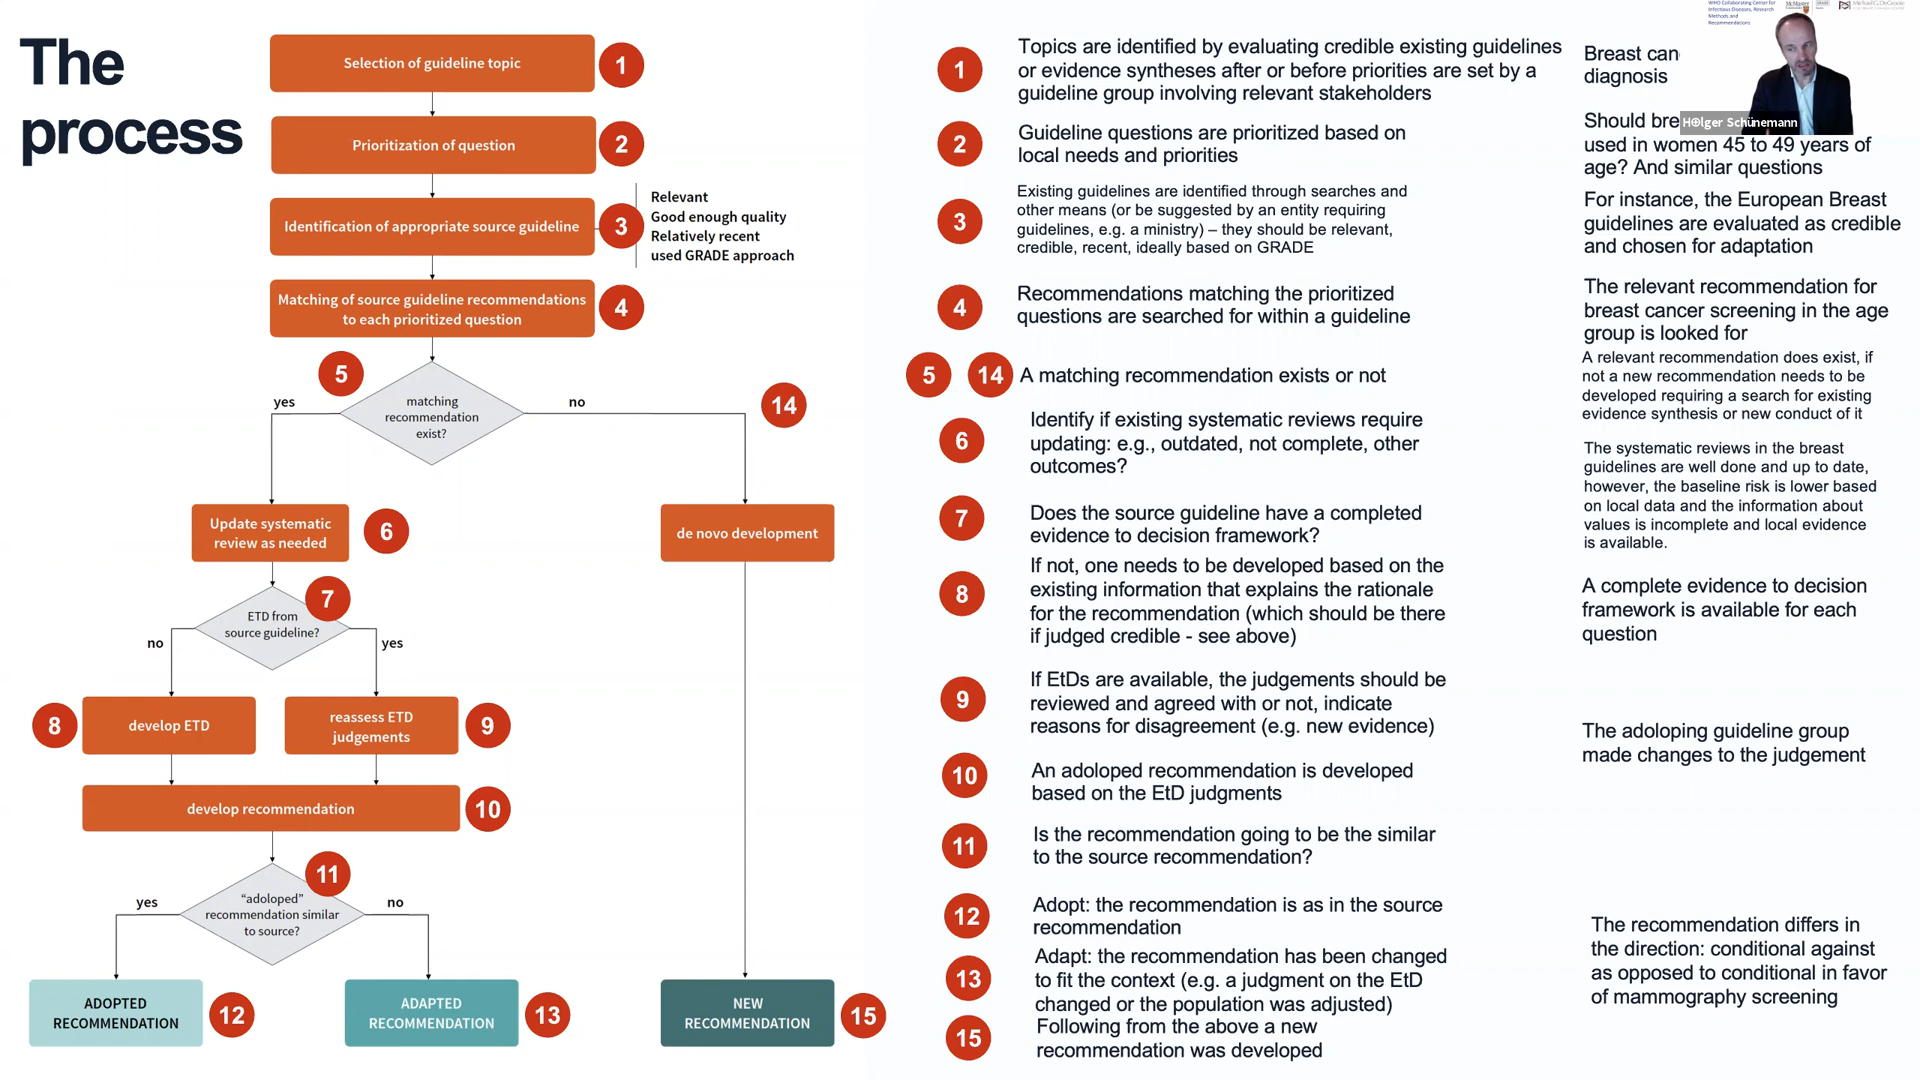 The
process
Selection of guideline topic
1
Prioritization of question
2
Identification of appropriate source guideline
3
Relevant
Good enough quality
Relatively recent
used GRADE approach
Matching of source guideline recommendations
to each prioritized question
4
5
matching
recommendation
exist?
yes
no
14
Update systematic
review as needed
6
de novo development
7
ETD from
source guideline?
no
yes
8
develop ETD
reassess ETD
judgements
9
develop recommendation
10
11
"adoloped"
recommendation similar
to source?
yes
no
ADOPTED
RECOMMENDATION
12
ADAPTED
RECOMMENDATION
13
NEW
RECOMMENDATION
15
1
Topics are identified by evaluating credible existing guidelines
or evidence syntheses after or before priorities are set by a
guideline group involving relevant stakeholders
2
Guideline questions are prioritized based on
local needs and priorities
3
Existing guidelines are identified through searches and
other means (or be suggested by an entity requiring
guidelines, e.g. a ministry) – they should be relevant,
credible, recent, ideally based on GRADE
4
Recommendations matching the prioritized
questions are searched for within a guideline
5
14
A matching recommendation exists or not
6
Identify if existing systematic reviews require
updating: e.g., outdated, not complete, other
outcomes?
7
Does the source guideline have a completed
evidence to decision framework?
8
If not, one needs to be developed based on the
existing information that explains the rationale
for the recommendation (which should be there
if judged credible - see above)
9
If EtDs are available, the judgements should be
reviewed and agreed with or not, indicate
reasons for disagreement (e.g. new evidence)
10
An adoloped recommendation is developed
based on the EtD judgments
11
Is the recommendation going to be the similar
to the source recommendation?
12
Adopt: the recommendation is as in the source
recommendation
13
Adapt: the recommendation has been changed
to fit the context (e.g. a judgment on the EtD
changed or the population was adjusted)
15
Following from the above a new
recommendation was developed
WHO Collaborating Center for
Infectious Diseases, Research
Methods and
Recommendations
McMaster
Holger Schünemann
Breast can
diagnosis
Should bre
used in women 45 to 49 years of
age? And similar questions
For instance, the European Breast
guidelines are evaluated as credible
and chosen for adaptation
The relevant recommendation for
breast cancer screening in the age
group is looked for
A relevant recommendation does exist, if
not a new recommendation needs to be
developed requiring a search for existing
evidence synthesis or new conduct of it
The systematic reviews in the breast
guidelines are well done and up to date,
however, the baseline risk is lower based
on local data and the information about
values is incomplete and local evidence
is available.
A complete evidence to decision
framework is available for each
question
The adoloping guideline group
made changes to the judgement
The recommendation differs in
the direction: conditional against
as opposed to conditional in favor
of mammography screening